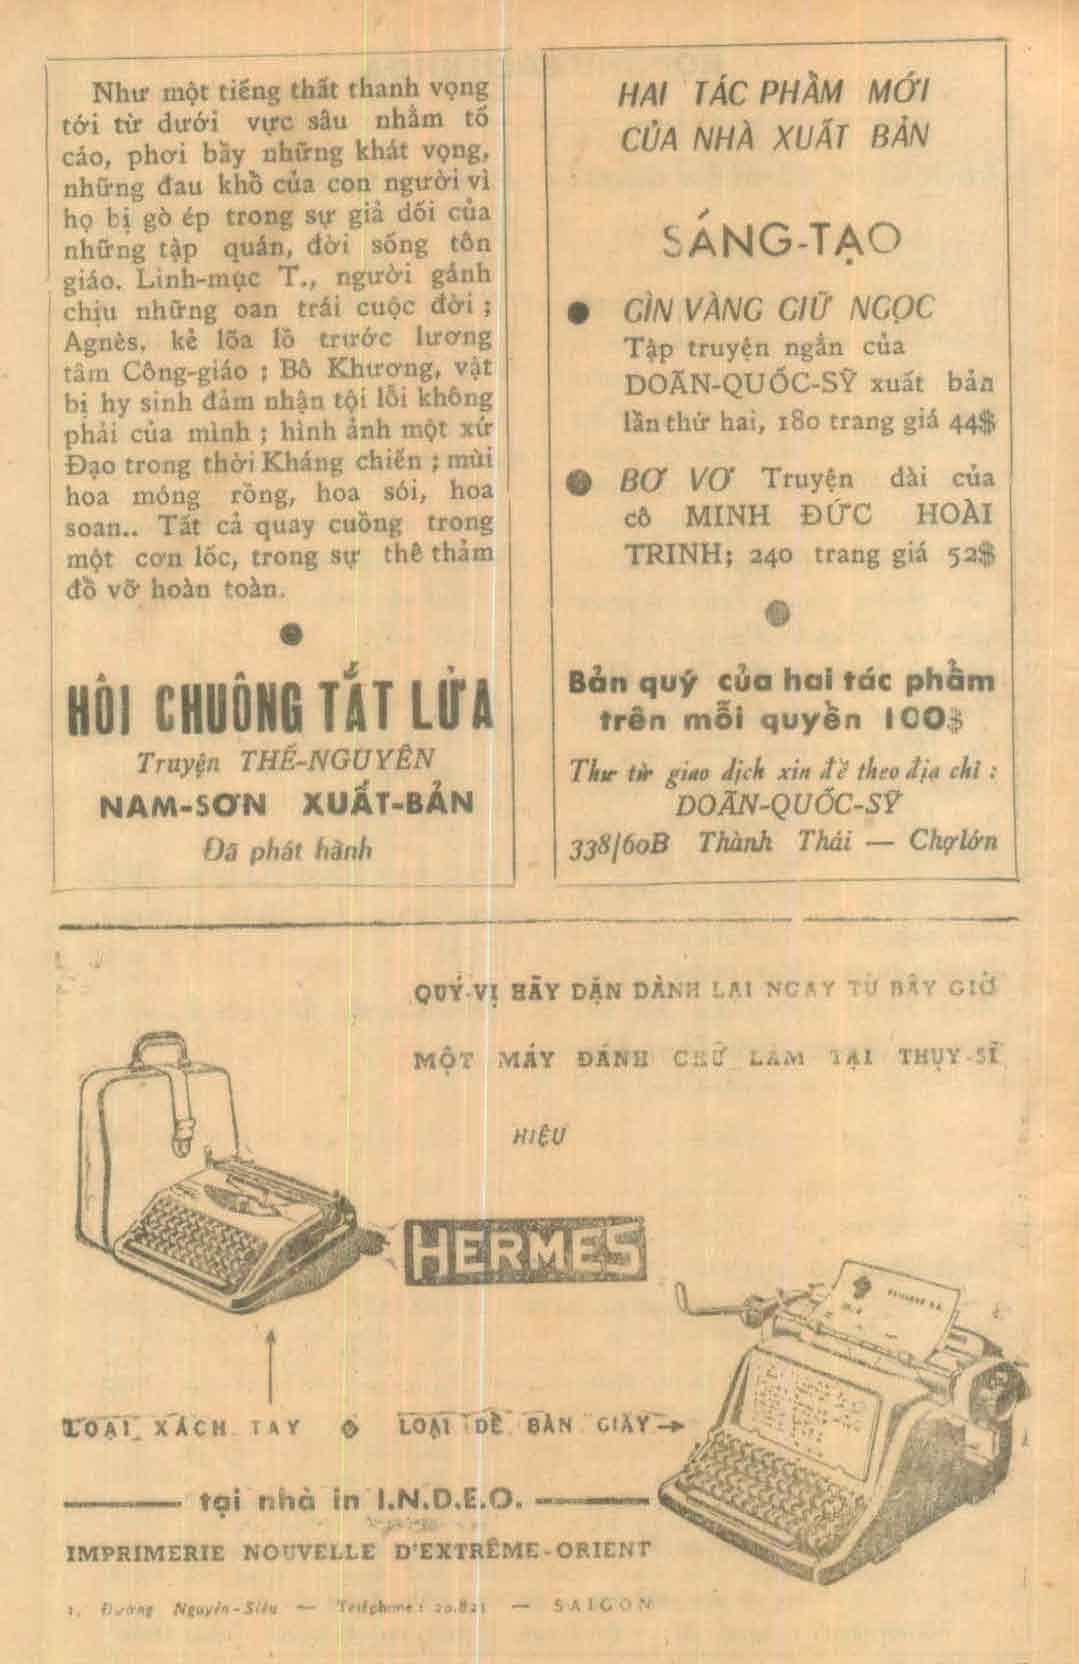 Như một tiếng thất thanh vọng
tới từ dưới vực sâu nhằm tố
cáo, phơi bầy những khát vọng,
những đau khổ của con người vì
họ bị gò ép trong sự giả dối của
những tập quán, đời sống tôn
giáo. Linh-mục T., người gánh
chịu những oan trái cuộc đời ;
Agnès, kẻ lõa lồ trước lương
tâm Công-giáo ; Bô Khương, vật
bị hy sinh đảm nhận tội lỗi không
phải của mình ; hình ảnh một xứ
Đạo trong thời Kháng chiến ; mùi
hoa móng rồng, hoa sói, hoa
soan.. Tất cả quay cuồng trong
một cơn lốc, trong sự thê thảm
đổ vỡ hoàn toàn.
HỒI CHUÔNG TẮT LỬA
Truyện THẾ-NGUYÊN
NAM-SƠN XUẤT-BẢN
Đã phát hành
HAI TÁC PHẨM MỚI
CỦA NHÀ XUẤT BẢN
SÁNG-TẠO
● GÌN VÀNG GIỮ NGỌC
Tập truyện ngắn của
DOÃN-QUỐC-SỸ xuất bản
lần thứ hai, 180 trang giá 44$
● BƠ VƠ Truyện dài của
cô MINH ĐỨC HOÀI
TRINH; 240 trang giá 52$
Bản quý của hai tác phẩm
trên mỗi quyển 100$
Thư từ giao dịch xin đề theo địa chỉ :
DOÃN-QUỐC-SỸ
338/60B Thành Thái — Chợlớn
QUÝ-VỊ HÃY DẶN DÀNH LẠI NGAY TỪ BÂY GIỜ
MỘT MÁY ĐÁNH CHỮ LÀM TẠI THỤY-SĨ
HIỆU
HERMES
LOẠI XÁCH TAY ◆ LOẠI ĐỀ BÀN GIẤY →
tại nhà in I.N.D.E.O.
IMPRIMERIE NOUVELLE D'EXTRÊME-ORIENT
1, Đường Nguyễn-Siêu — Téléphone : 20.821 — SAIGON